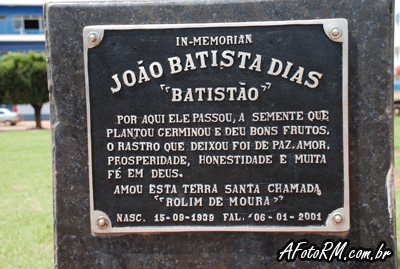 IN-MEMORIAN
JOÃO BATISTA DIAS
"BATISTÃO"
POR AQUI ELE PASSOU, A SEMENTE QUE
PLANTOU GERMINOU E DEU BONS FRUTOS,
O RASTRO QUE DEIXOU FOI DE PAZ, AMOR,
PROSPERIDADE, HONESTIDADE E MUITA
FÉ EM DEUS.
AMOU ESTA TERRA SANTA CHAMADA
"ROLIM DE MOURA"
NASC. 15-09-1939 FAL. 06-01-2001
AFotoRM.com.br